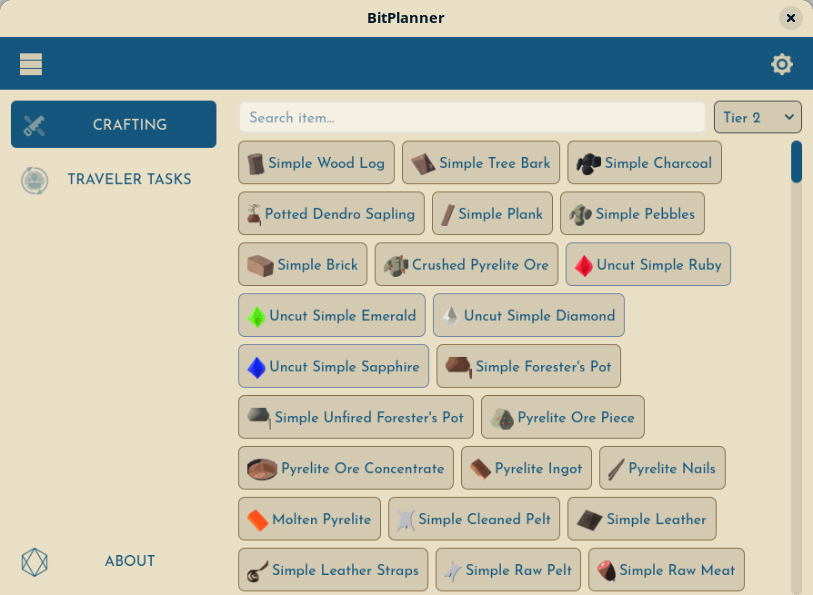 BitPlanner
CRAFTING
TRAVELER TASKS
ABOUT
Search item...
Tier 2
Simple Wood Log
Simple Tree Bark
Simple Charcoal
Potted Dendro Sapling
Simple Plank
Simple Pebbles
Simple Brick
Crushed Pyrelite Ore
Uncut Simple Ruby
Uncut Simple Emerald
Uncut Simple Diamond
Uncut Simple Sapphire
Simple Forester's Pot
Simple Unfired Forester's Pot
Pyrelite Ore Piece
Pyrelite Ore Concentrate
Pyrelite Ingot
Pyrelite Nails
Molten Pyrelite
Simple Cleaned Pelt
Simple Leather
Simple Leather Straps
Simple Raw Pelt
Simple Raw Meat